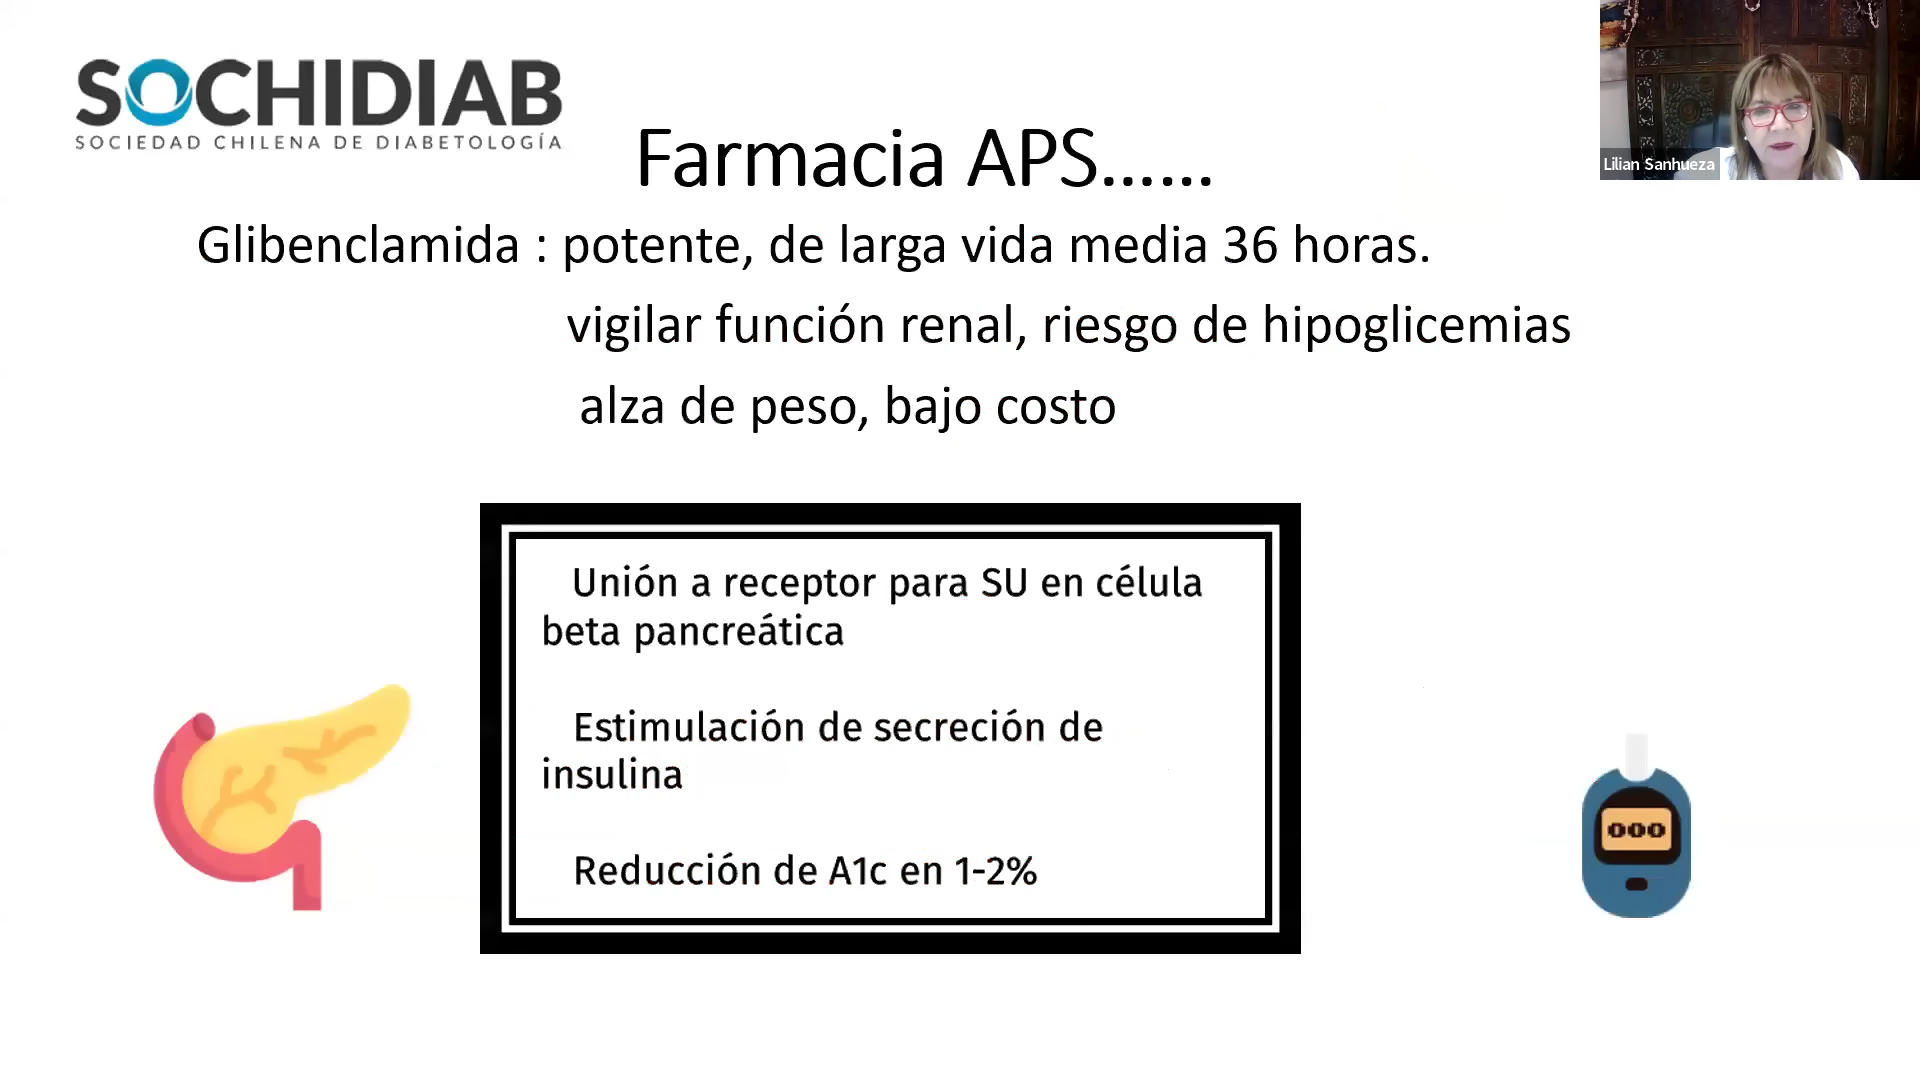 SOCHIDIAB
SOCIEDAD CHILENA DE DIABETOLOGÍA
Lilian Sanhueza
Farmacia APS......
Glibenclamida : potente, de larga vida media 36 horas.
vigilar función renal, riesgo de hipoglicemias
alza de peso, bajo costo
Unión a receptor para SU en célula
beta pancreática
Estimulación de secreción de
insulina
Reducción de A1c en 1-2%
000